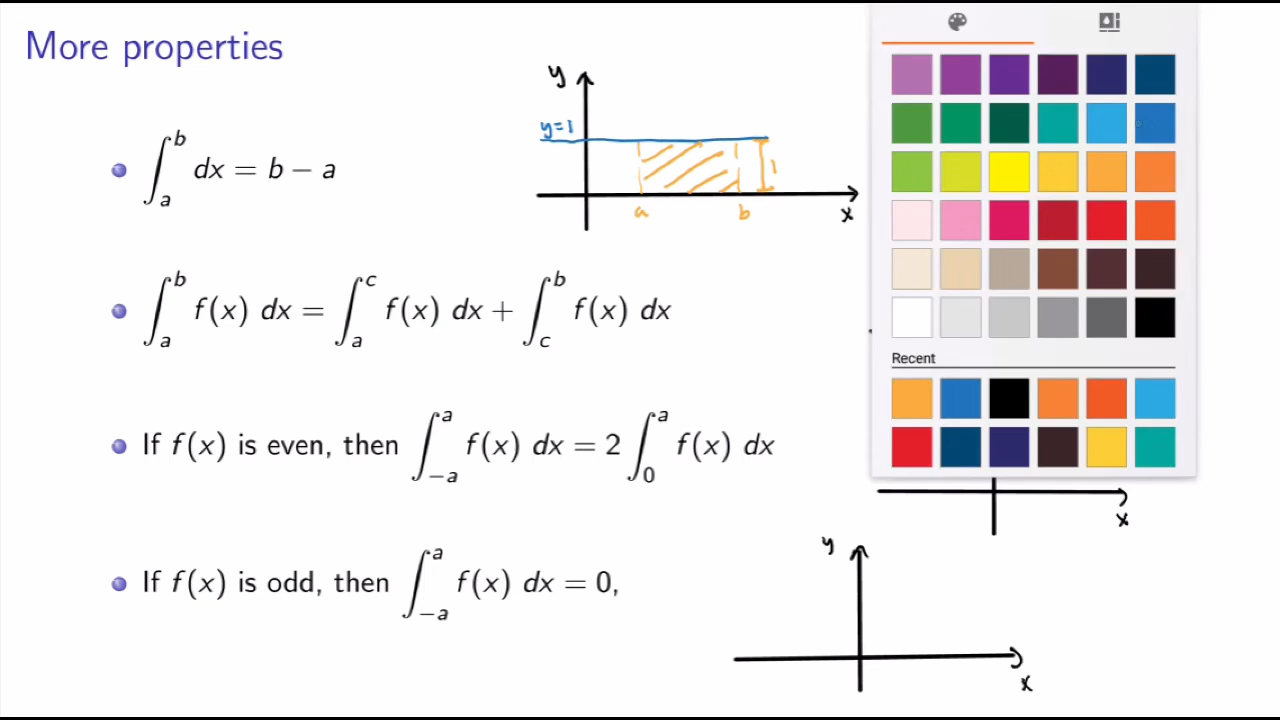 More properties
y
y=1
1
a
b
x
∫_a^b dx = b − a
∫_a^b f(x) dx = ∫_a^c f(x) dx + ∫_c^b f(x) dx
Recent
If f(x) is even, then ∫_{−a}^a f(x) dx = 2 ∫_0^a f(x) dx
x
y
If f(x) is odd, then ∫_{−a}^a f(x) dx = 0,
x